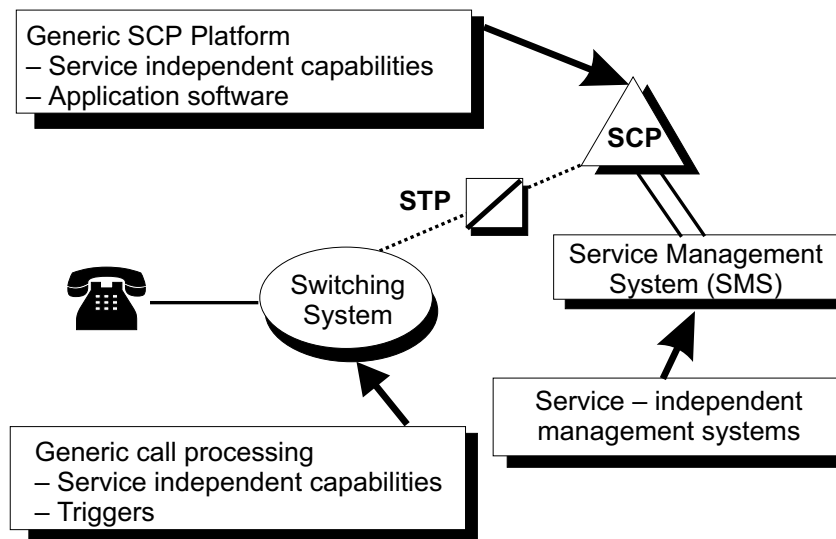 Generic SCP Platform
– Service independent capabilities
– Application software
SCP
STP
Service Management
System (SMS)
Switching
System
Service – independent
management systems
Generic call processing
– Service independent capabilities
– Triggers